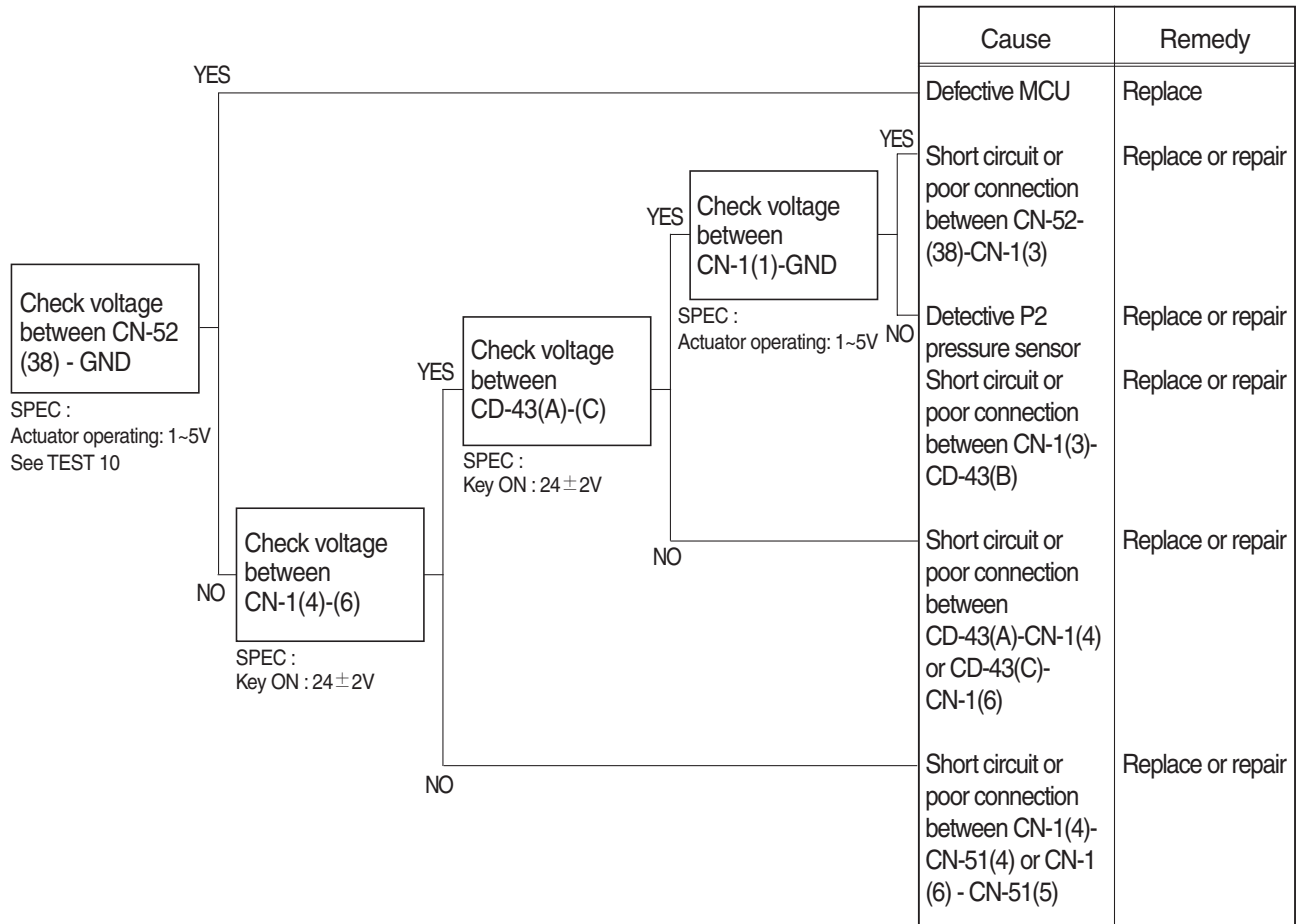 Cause
Remedy
YES
Defective MCU
Replace
YES
Short circuit or
poor connection
between CN-52-
(38)-CN-1(3)
Replace or repair
YES
Check voltage
between
CN-1(1)-GND
SPEC :
Actuator operating: 1~5V
NO
Detective P2
pressure sensor
Replace or repair
Short circuit or
poor connection
between CN-1(3)-
CD-43(B)
Replace or repair
Check voltage
between CN-52
(38) - GND
SPEC :
Actuator operating: 1~5V
See TEST 10
YES
Check voltage
between
CD-43(A)-(C)
SPEC :
Key ON : 24±2V
NO
Short circuit or
poor connection
between
CD-43(A)-CN-1(4)
or CD-43(C)-
CN-1(6)
Replace or repair
NO
Check voltage
between
CN-1(4)-(6)
SPEC :
Key ON : 24±2V
NO
Short circuit or
poor connection
between CN-1(4)-
CN-51(4) or CN-1
(6) - CN-51(5)
Replace or repair